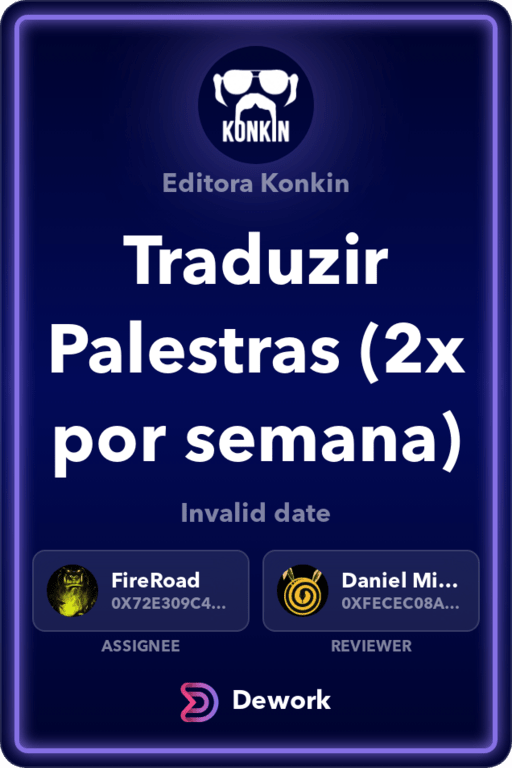 KONKIN
Editora Konkin
Traduzir
Palestras (2x
por semana)
Invalid date
FireRoad
0X72E309C4...
ASSIGNEE
Daniel Mi...
0XFECEC08A...
REVIEWER
Dework